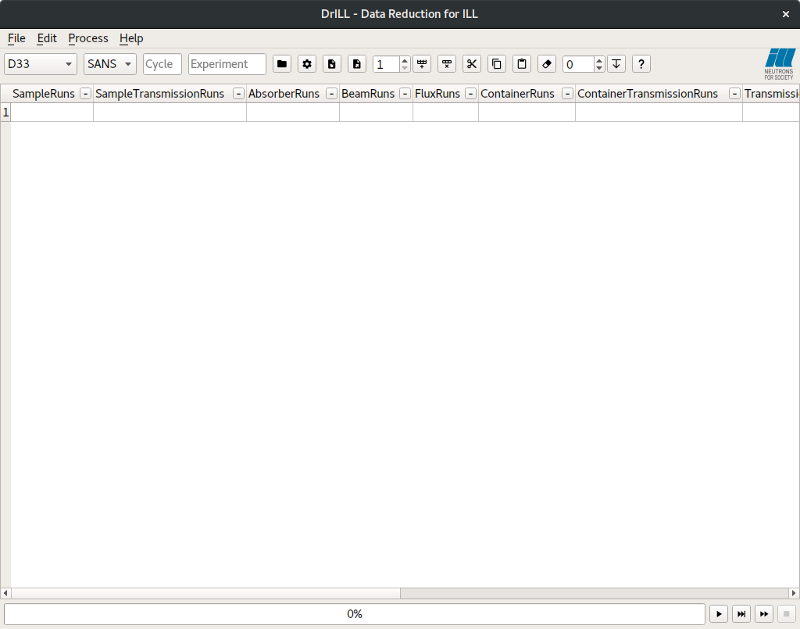 DrILL - Data Reduction for ILL ×
File Edit Process Help
D33 SANS Cycle Experiment 1 0 ?
ill
NEUTRONS
FOR SOCIETY
SampleRuns - SampleTransmissionRuns - AbsorberRuns - BeamRuns - FluxRuns - ContainerRuns - ContainerTransmissionRuns - Transmissi
1
0%